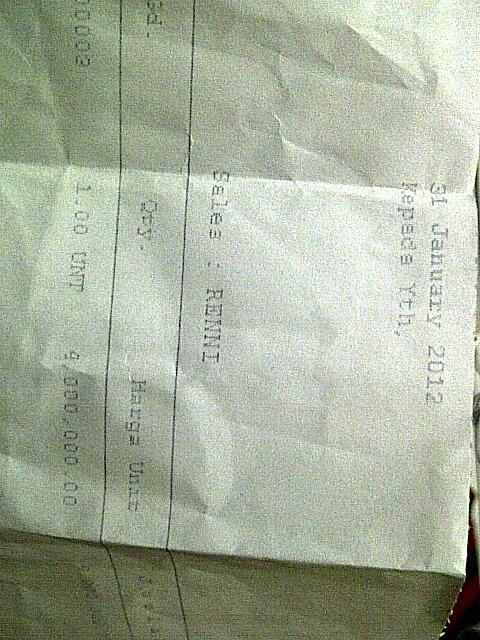 31 January 2012
Kepada Yth,
Sales : RENNI
Qty. Harga Unit
1.00 UNT 4,000,000.00